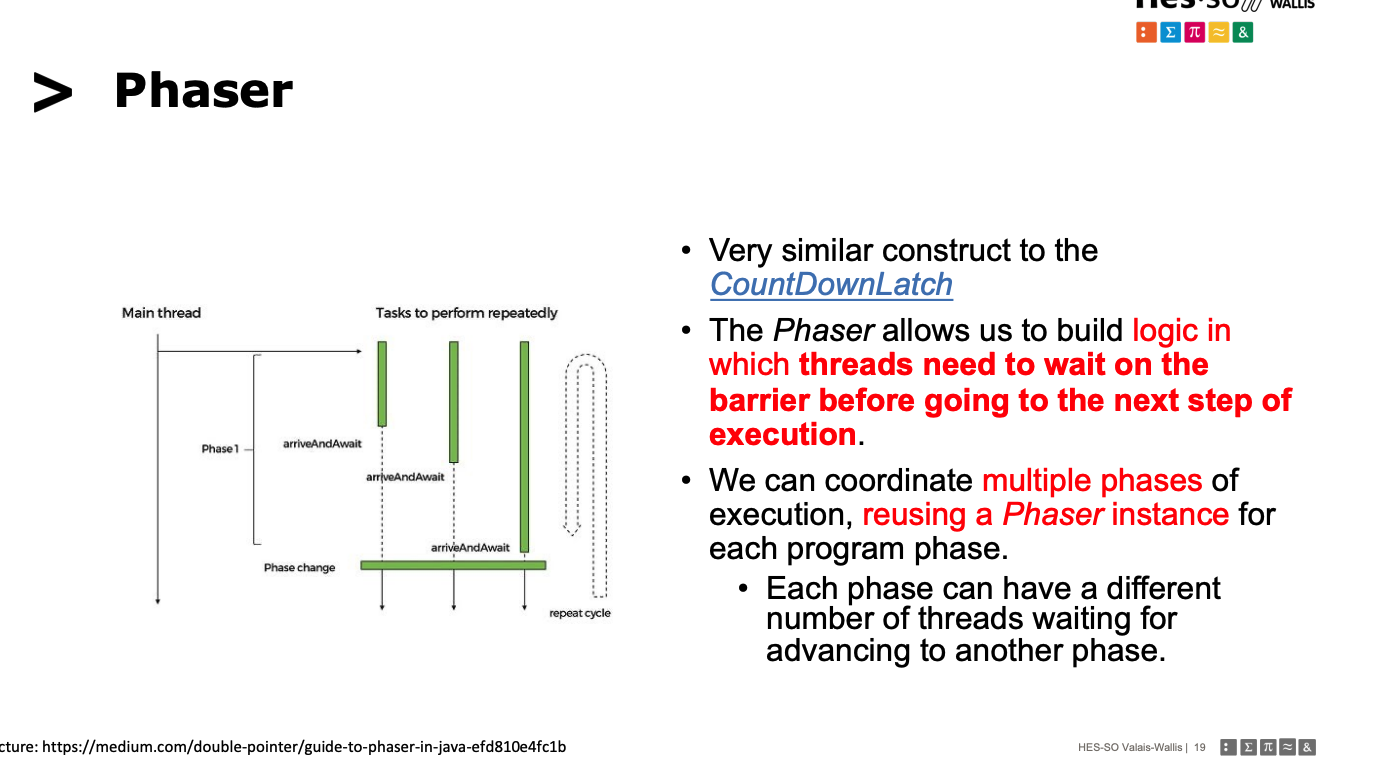 Hes·SO WALLIS
: Σ π ≈ &
> Phaser
Main thread
Tasks to perform repeatedly
Phase 1
arriveAndAwait
arriveAndAwait
arriveAndAwait
Phase change
repeat cycle
• Very similar construct to the
CountDownLatch
• The Phaser allows us to build logic in
which threads need to wait on the
barrier before going to the next step of
execution.
• We can coordinate multiple phases of
execution, reusing a Phaser instance for
each program phase.
• Each phase can have a different
number of threads waiting for
advancing to another phase.
cture: https://medium.com/double-pointer/guide-to-phaser-in-java-efd810e4fc1b
HES-SO Valais-Wallis | 19
: Σ π ≈ &